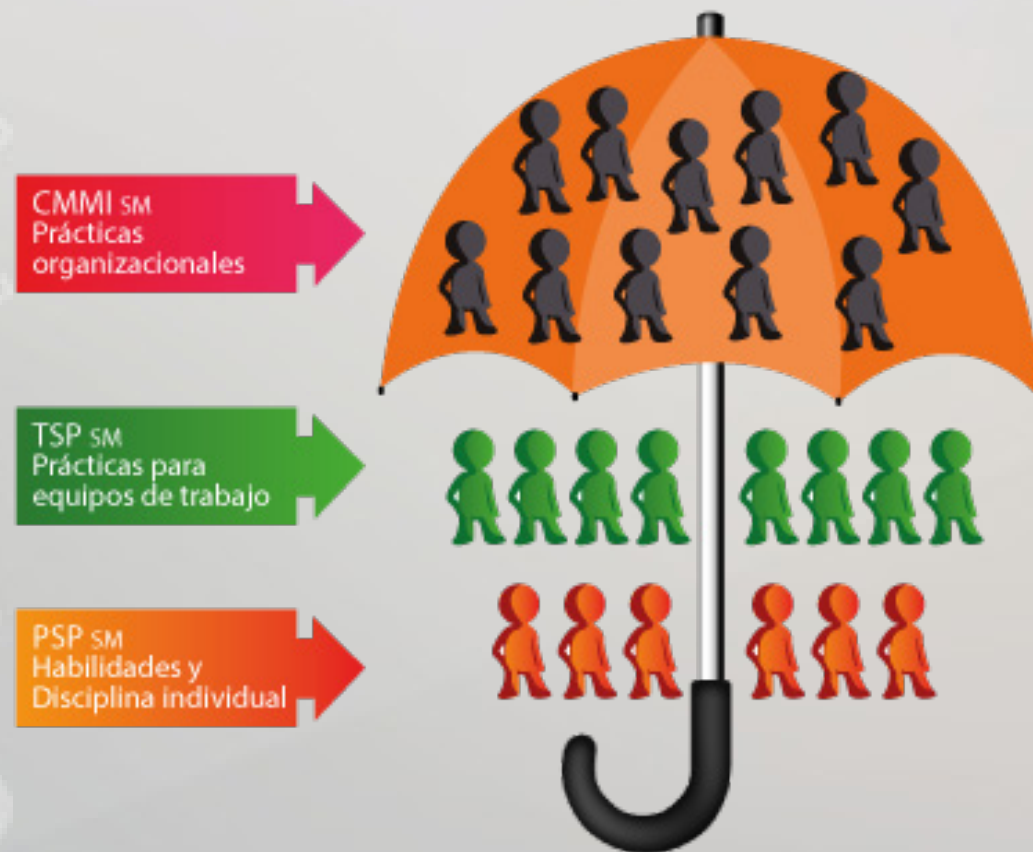 CMMI SM
Prácticas
organizacionales
TSP SM
Prácticas para
equipos de trabajo
PSP SM
Habilidades y
Disciplina individual